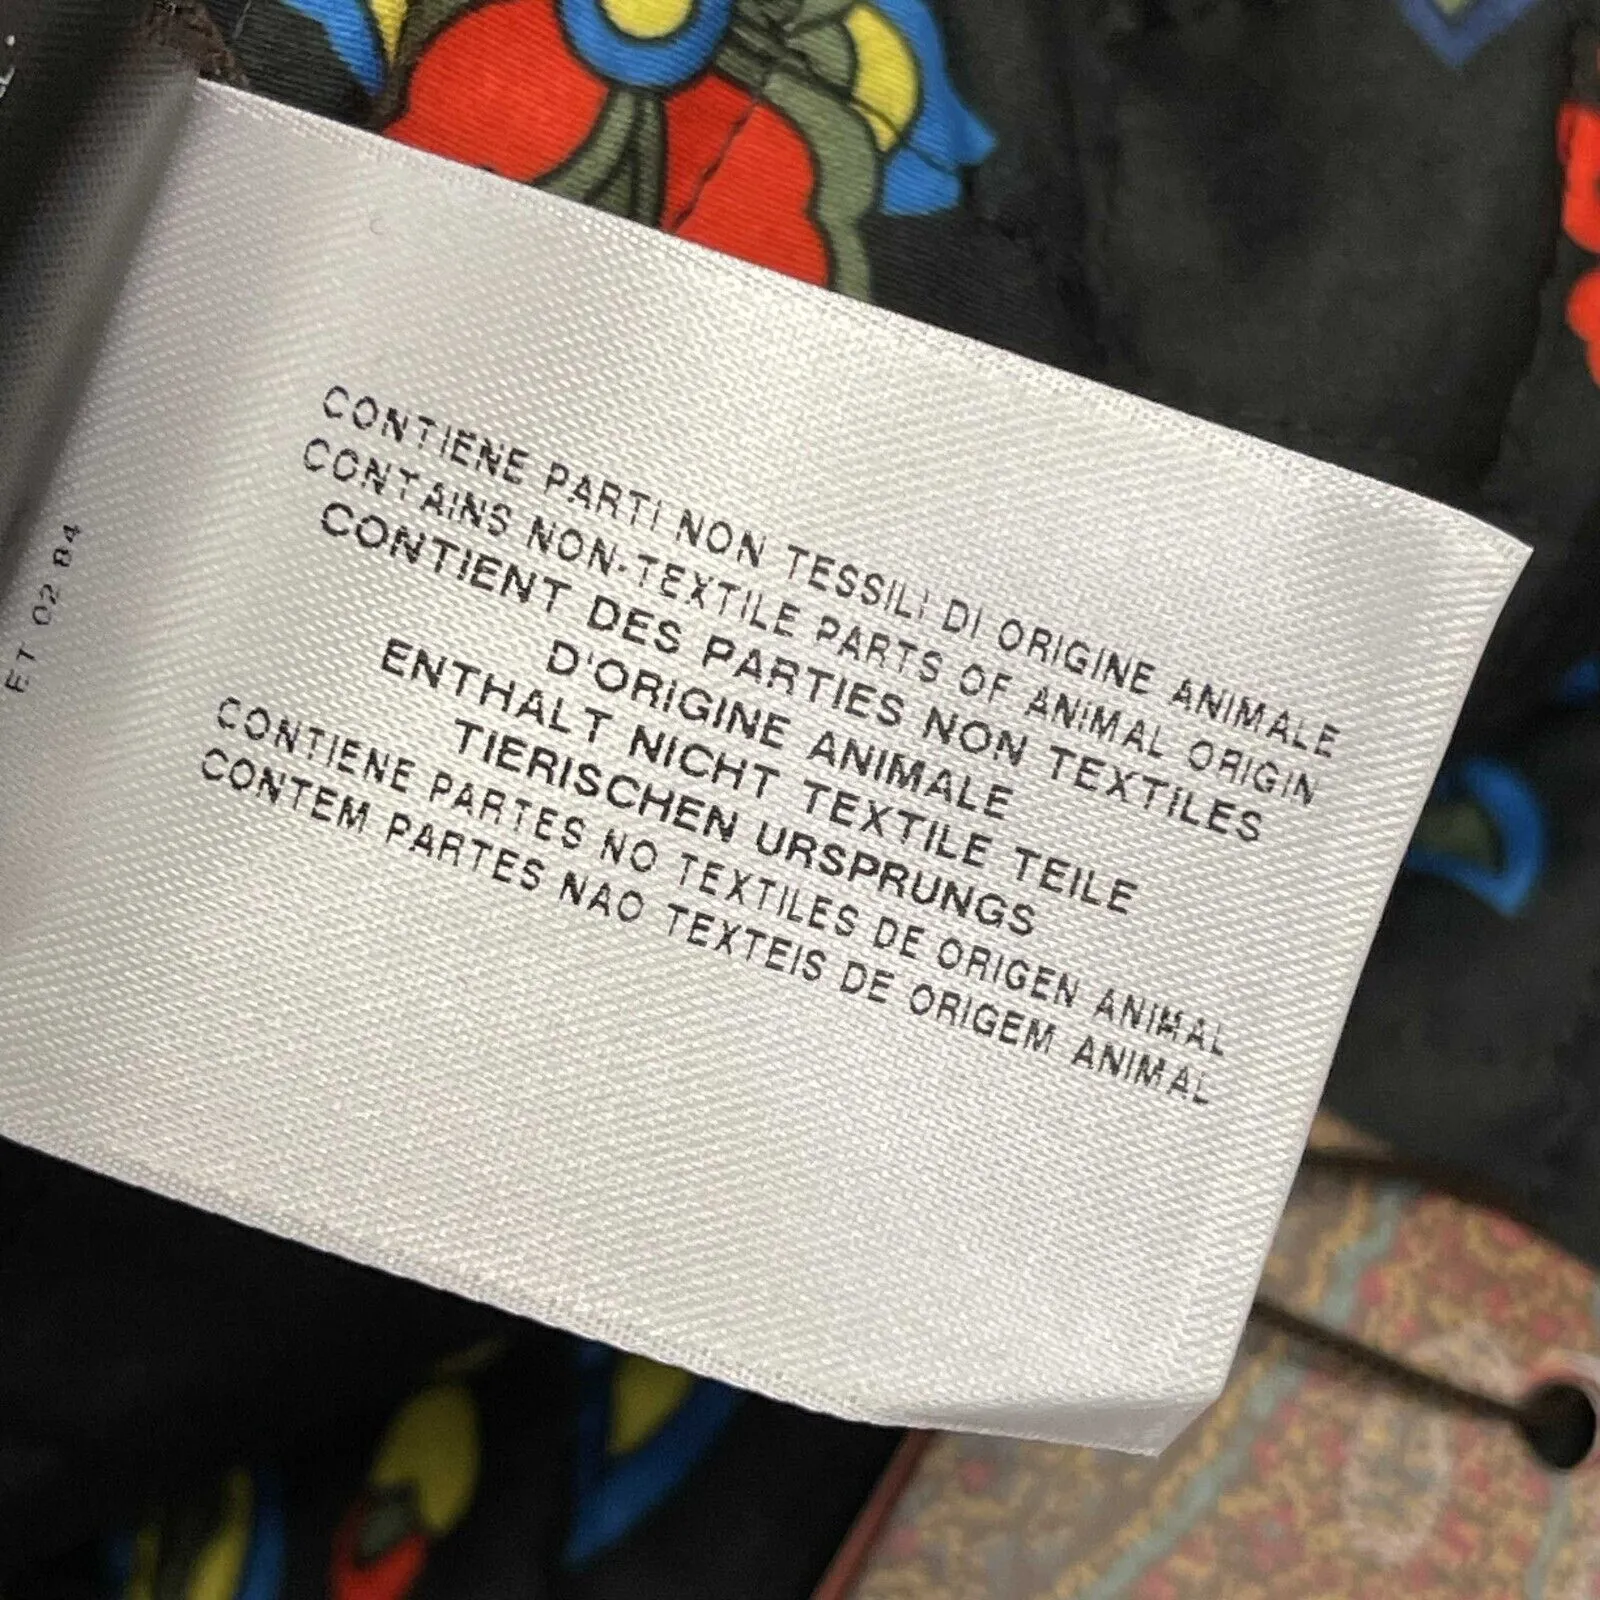 CONTIENE PARTI NON TESSILI DI ORIGINE ANIMALE
CONTAINS NON-TEXTILE PARTS OF ANIMAL ORIGIN
CONTIENT DES PARTIES NON TEXTILES
D'ORIGINE ANIMALE
ENTHALT NICHT TEXTILE TEILE
TIERISCHEN URSPRUNGS
CONTIENE PARTES NO TEXTILES DE ORIGEN ANIMAL
CONTEM PARTES NAO TEXTEIS DE ORIGEM ANIMAL
ET 02 84